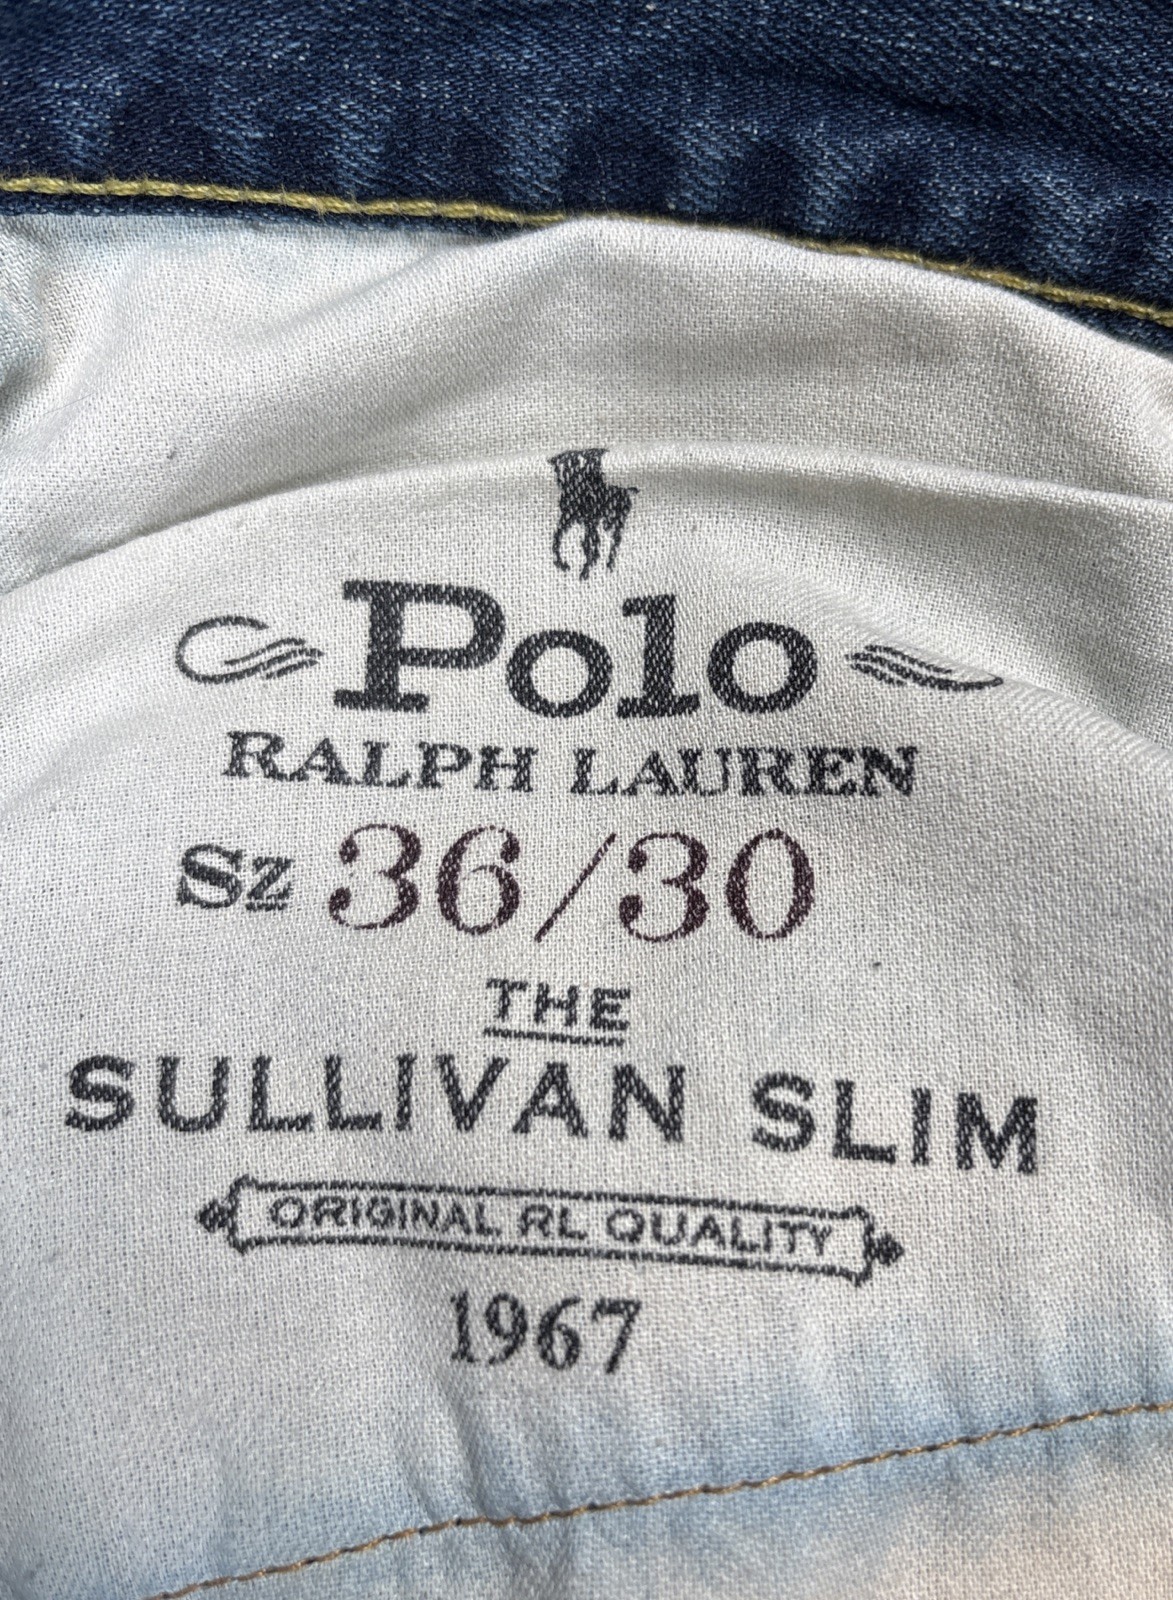 Polo
RALPH LAUREN
Sz 36/30
THE
SULLIVAN SLIM
ORIGINAL RL QUALITY
1967